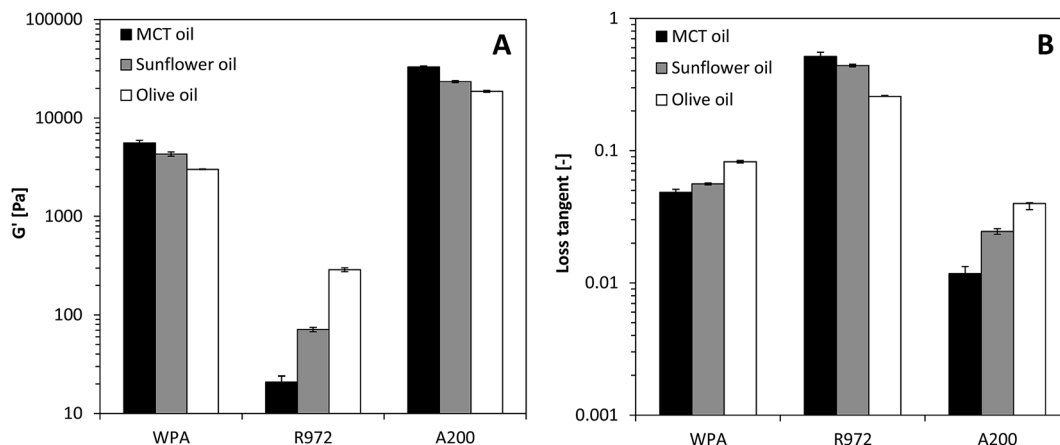 A
G' [Pa]
100000
10000
1000
100
10
MCT oil
Sunflower oil
Olive oil
WPA R972 A200
B
Loss tangent [-]
1
0.1
0.01
0.001
MCT oil
Sunflower oil
Olive oil
WPA R972 A200